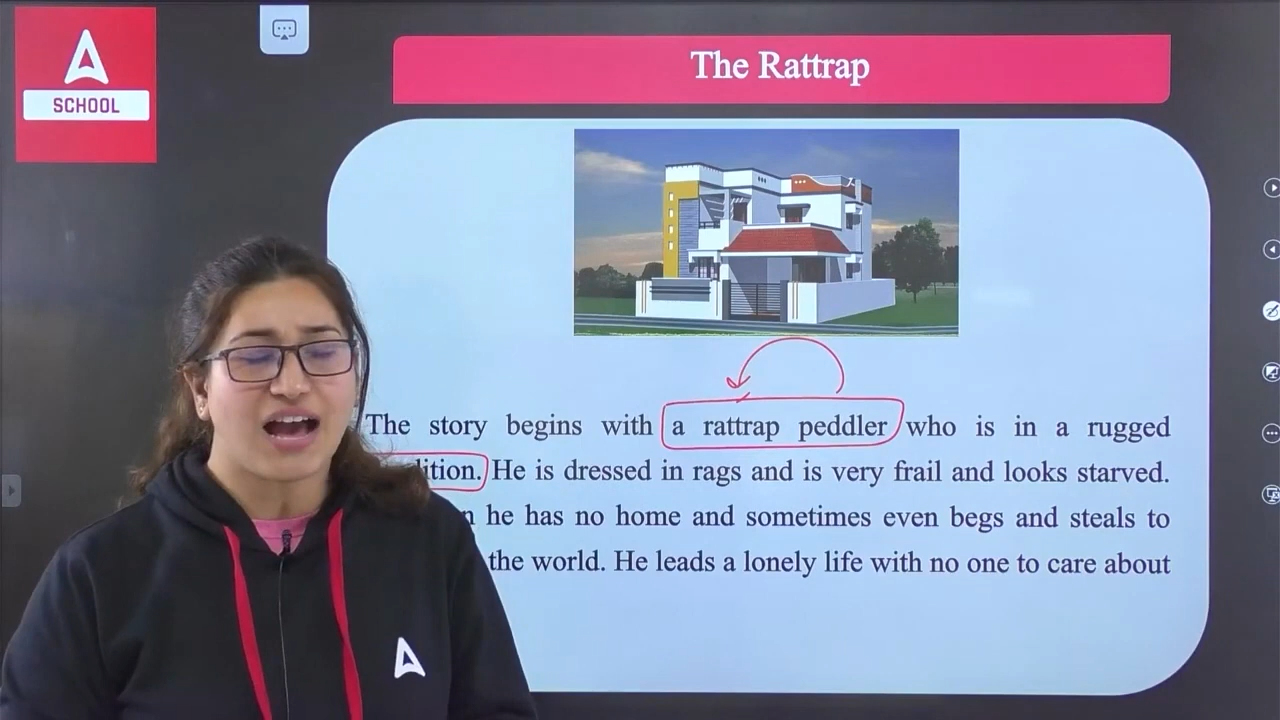 SCHOOL
The Rattrap
The story begins with a rattrap peddler who is in a rugged
He is dressed in rags and is very frail and looks starved.
he has no home and sometimes even begs and steals to
the world. He leads a lonely life with no one to care about